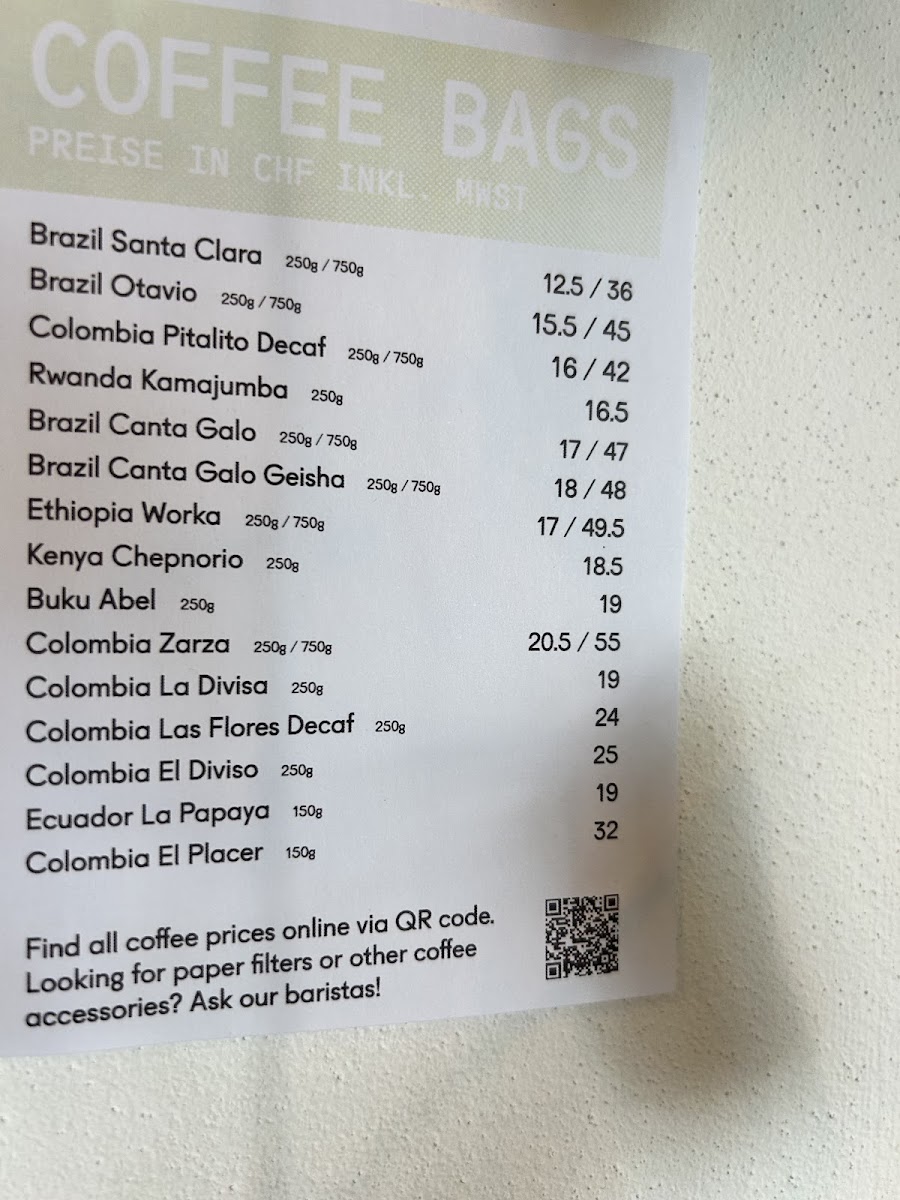 COFFEE BAGS
PREISE IN CHF INKL. MWST
Brazil Santa Clara 250g / 750g 12.5 / 36
Brazil Otavio 250g / 750g 15.5 / 45
Colombia Pitalito Decaf 250g / 750g 16 / 42
Rwanda Kamajumba 250g 16.5
Brazil Canta Galo 250g / 750g 17 / 47
Brazil Canta Galo Geisha 250g / 750g 18 / 48
Ethiopia Worka 250g / 750g 17 / 49.5
Kenya Chepnorio 250g 18.5
Buku Abel 250g 19
Colombia Zarza 250g / 750g 20.5 / 55
Colombia La Divisa 250g 19
Colombia Las Flores Decaf 250g 24
Colombia El Diviso 250g 25
Ecuador La Papaya 150g 19
Colombia El Placer 150g 32
Find all coffee prices online via QR code.
Looking for paper filters or other coffee
accessories? Ask our baristas!